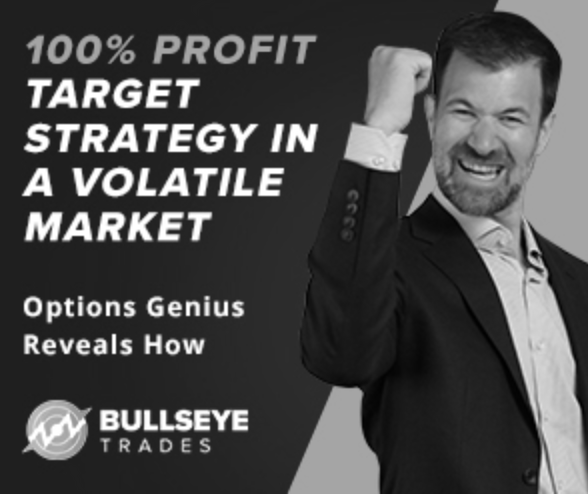 100% PROFIT
TARGET
STRATEGY IN
A VOLATILE
MARKET
Options Genius
Reveals How
BULLSEYE
TRADES